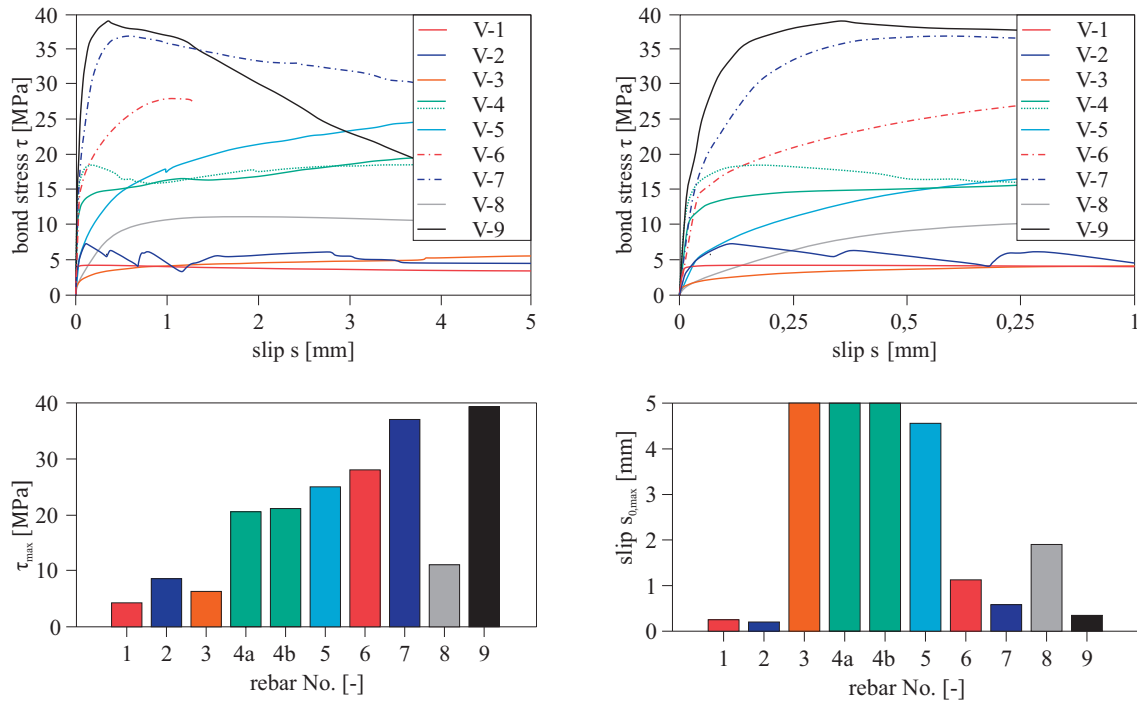 bond stress τ [MPa]
40
35
30
25
20
15
10
5
0
0 1 2 3 4 5
slip s [mm]
V-1
V-2
V-3
V-4
V-5
V-6
V-7
V-8
V-9
bond stress τ [MPa]
40
35
30
25
20
15
10
5
0
0 0,25 0,5 0,25 1
slip s [mm]
V-1
V-2
V-3
V-4
V-5
V-6
V-7
V-8
V-9
τmax [MPa]
40
30
20
10
0
1 2 3 4a 4b 5 6 7 8 9
rebar No. [-]
slip s0,max [mm]
5
4
3
2
1
0
1 2 3 4a 4b 5 6 7 8 9
rebar No. [-]